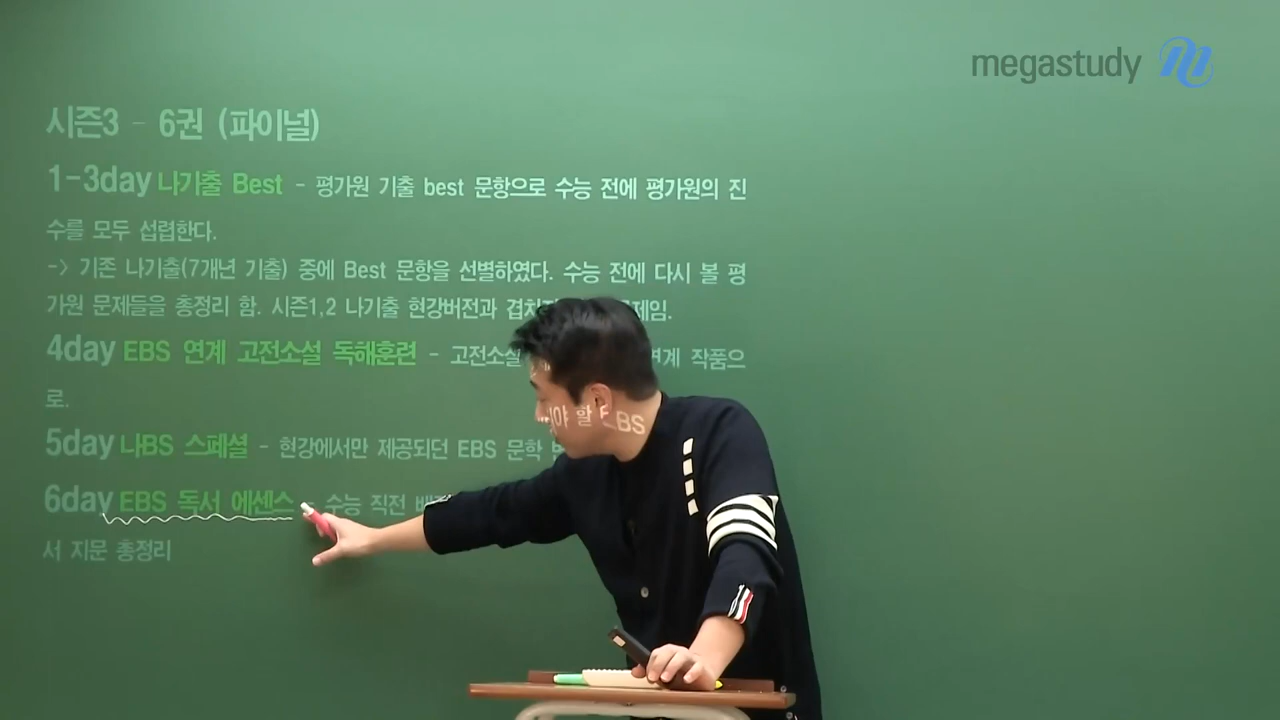 megastudy
시즌3 - 6권 (파이널)
1-3day 나기출 Best - 평가원 기출 best 문항으로 수능 전에 평가원의 진
수를 모두 섭렵한다.
-> 기존 나기출(7개년 기출) 중에 Best 문항을 선별하였다. 수능 전에 다시 볼 평
가원 문제들을 총정리 함. 시즌1,2 나기출 현강버전과
4day EBS 연계 고전소설 독해훈련 - 작품으
로.
5day 나BS 스페셜 - 현강에서만 제공되던 EBS 문학
6day EBS 독서 에센스 - 수능 직전 할 EBS
서 지문 총정리